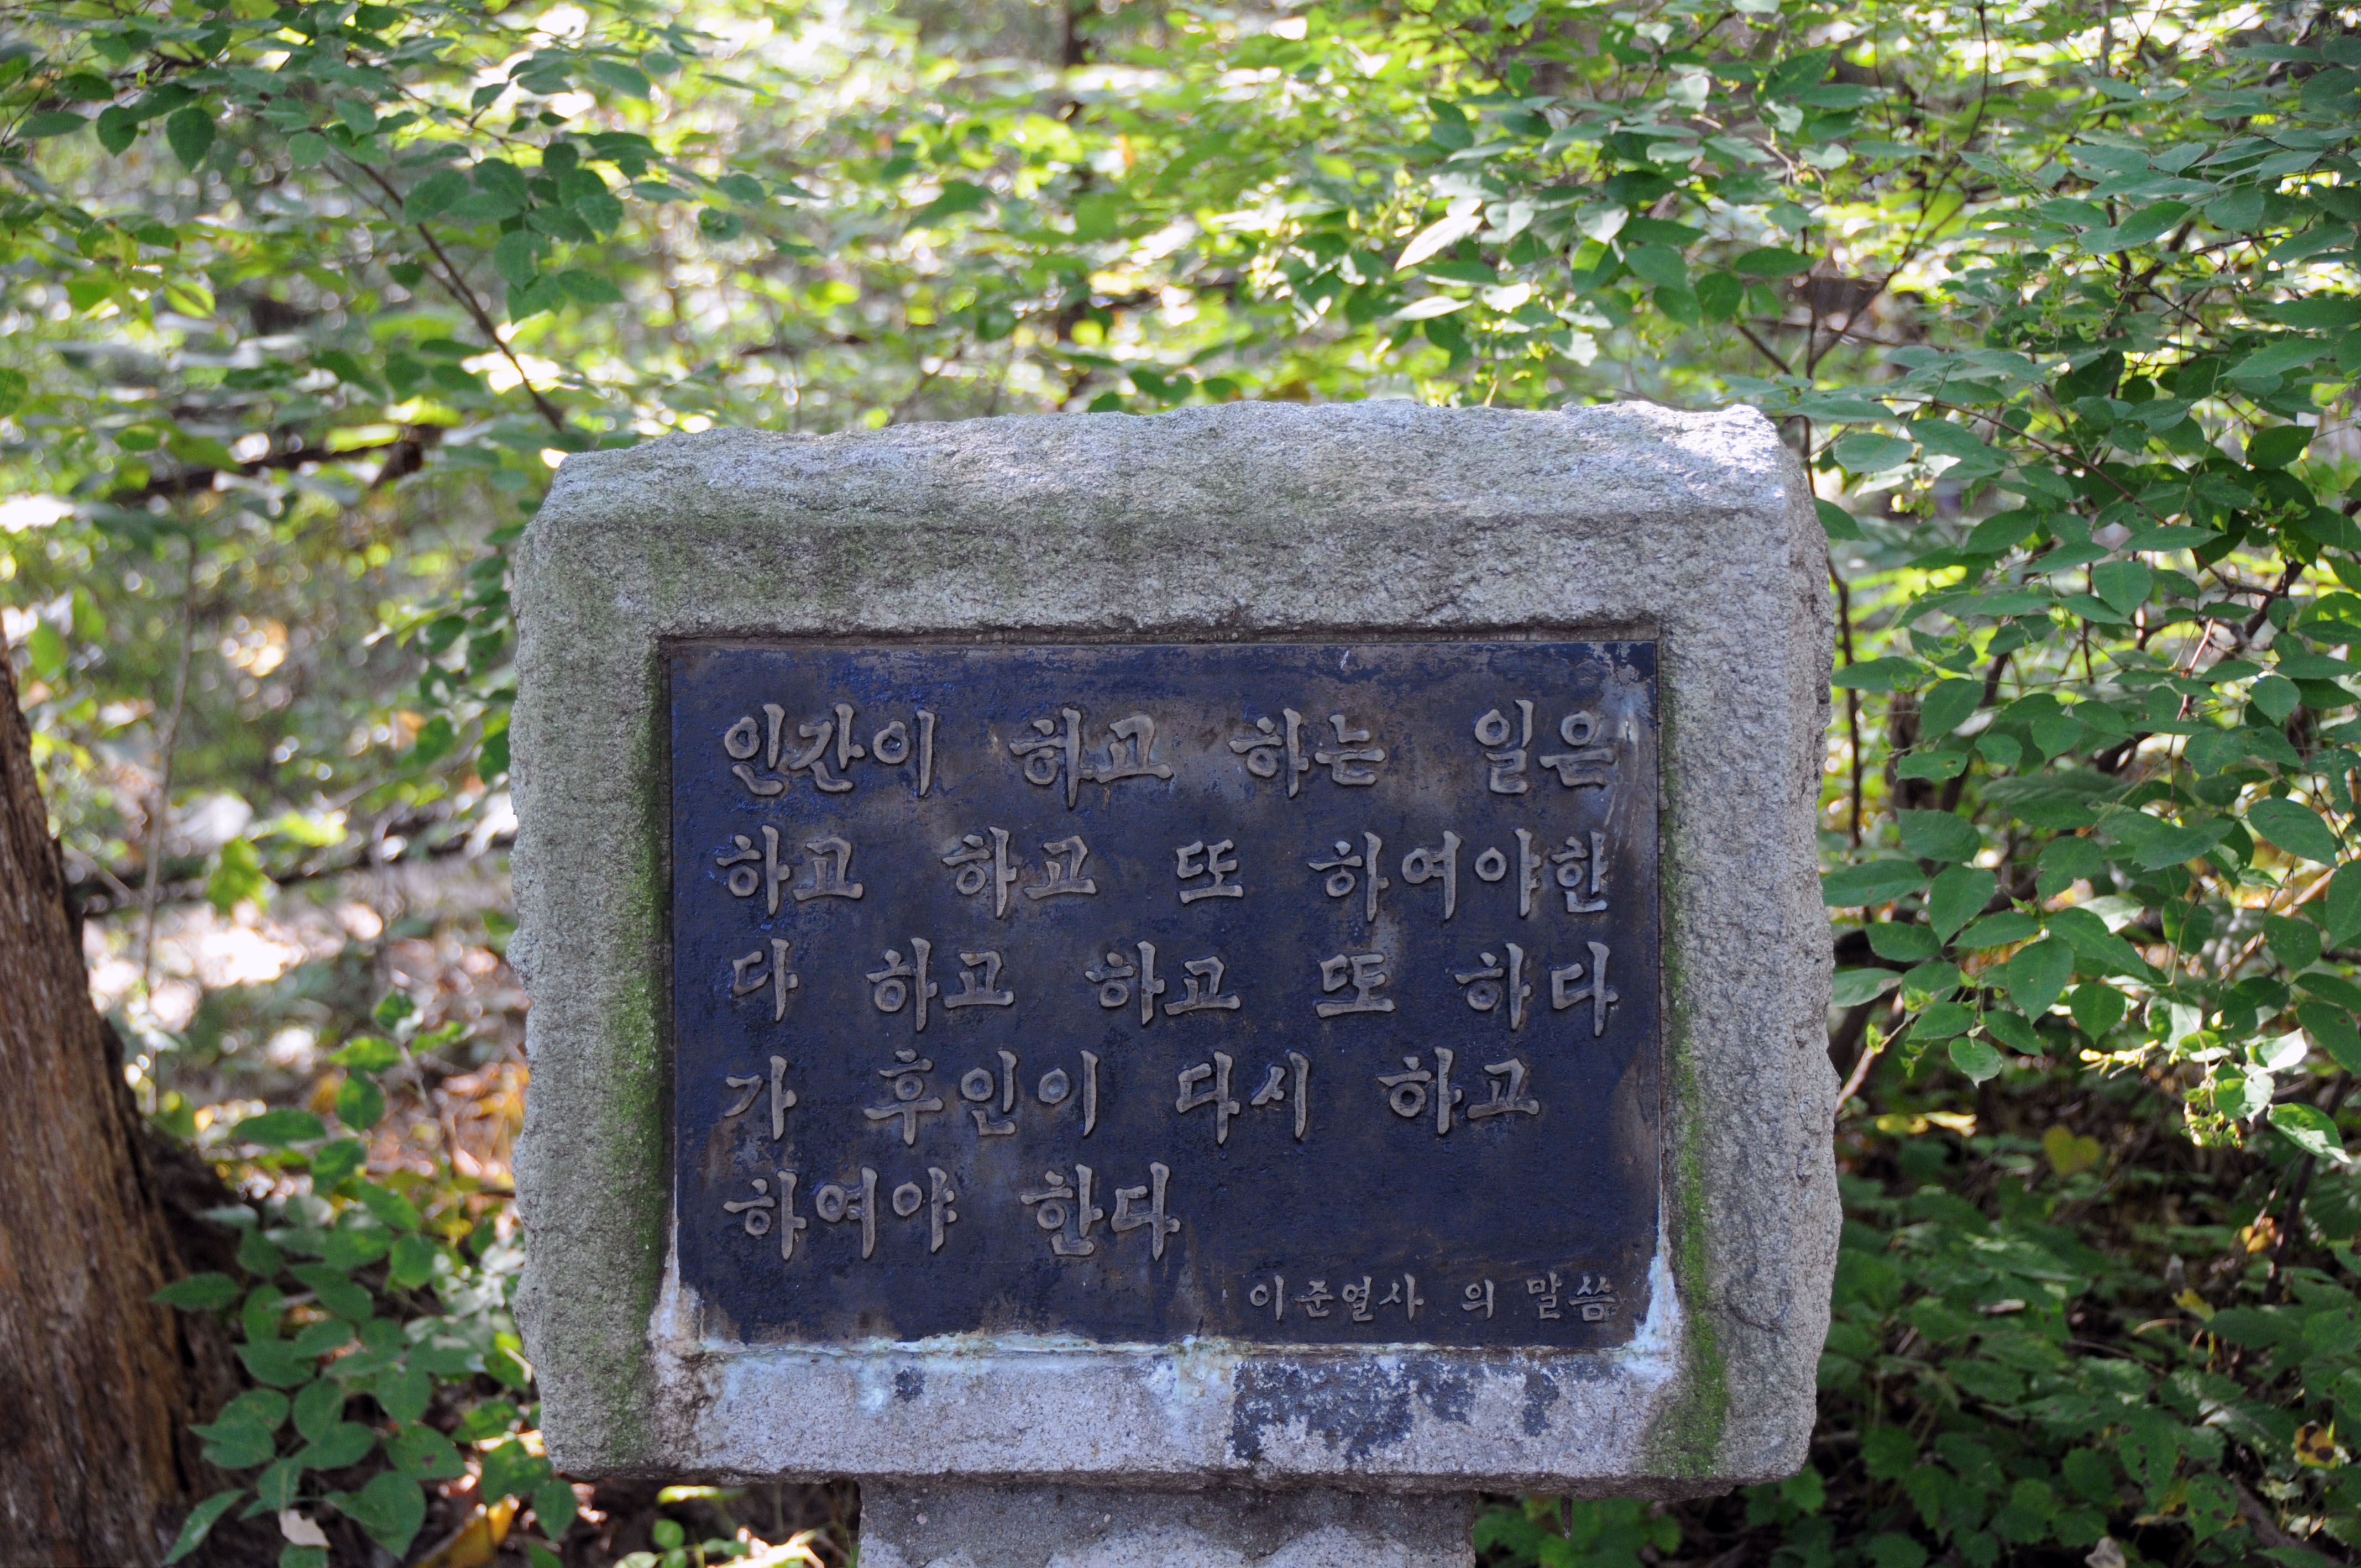 인간이 하고 하는 일은
하고 하고 또 하여야한
다 하고 하고 또 하다
가 후인이 다시 하고
하여야 한다
이준열사 의 말씀